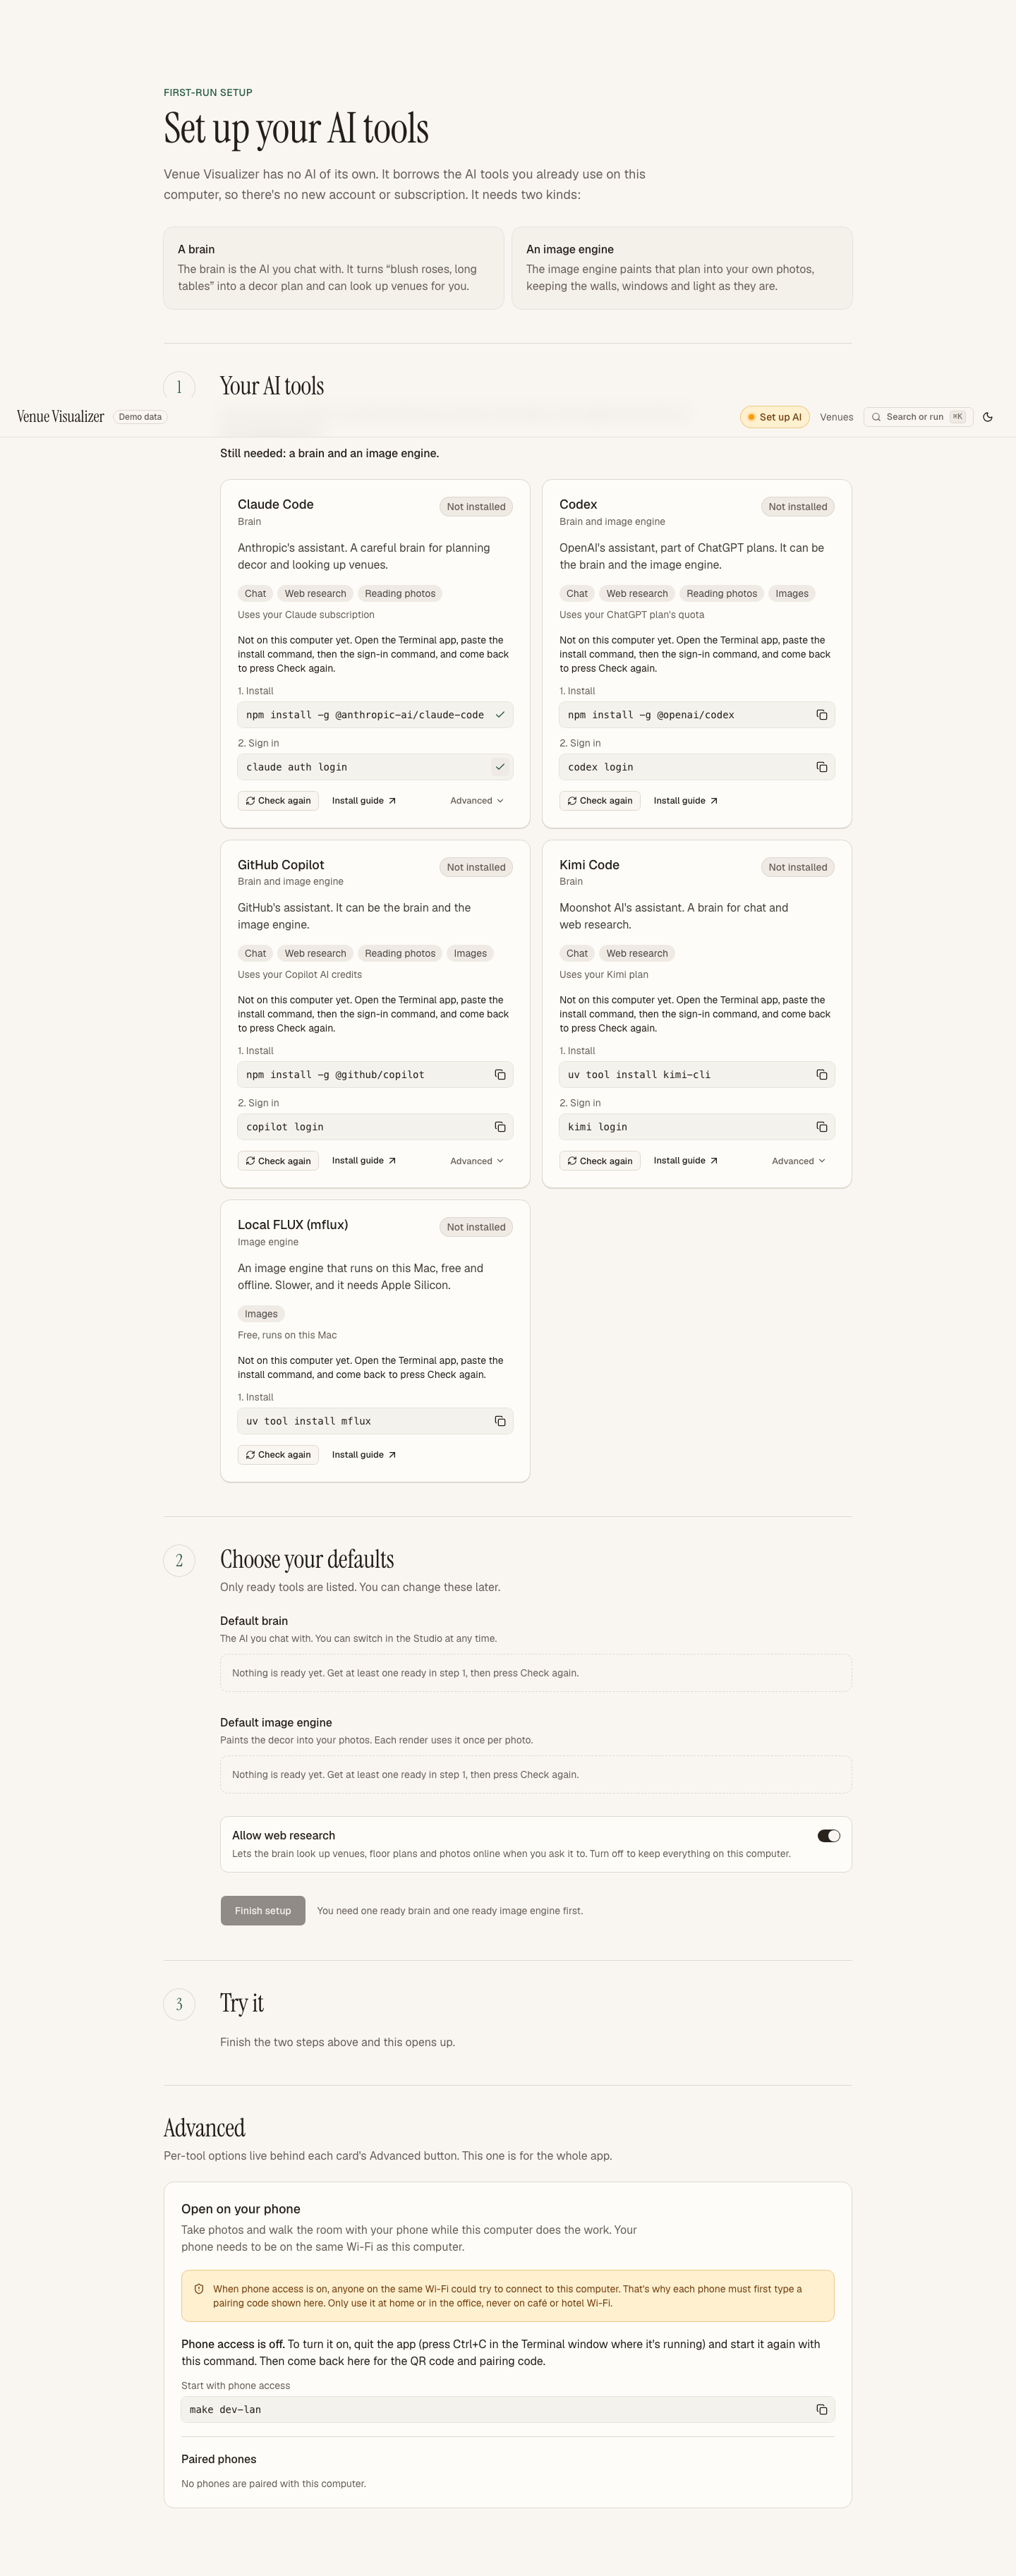 FIRST-RUN SETUP
Set up your AI tools
Venue Visualizer has no AI of its own. It borrows the AI tools you already use on this
computer, so there's no new account or subscription. It needs two kinds:
A brain
The brain is the AI you chat with. It turns “blush roses, long
tables” into a decor plan and can look up venues for you.
An image engine
The image engine paints that plan into your own photos,
keeping the walls, windows and light as they are.
1
Your AI tools
Venue Visualizer
Demo data
Set up AI
Venues
Search or run
⌘K
Still needed: a brain and an image engine.
Claude Code
Not installed
Brain
Anthropic's assistant. A careful brain for planning
decor and looking up venues.
Chat
Web research
Reading photos
Uses your Claude subscription
Not on this computer yet. Open the Terminal app, paste the
install command, then the sign-in command, and come back
to press Check again.
1. Install
npm install -g @anthropic-ai/claude-code
2. Sign in
claude auth login
Check again
Install guide
Advanced
Codex
Not installed
Brain and image engine
OpenAI's assistant, part of ChatGPT plans. It can be
the brain and the image engine.
Chat
Web research
Reading photos
Images
Uses your ChatGPT plan's quota
Not on this computer yet. Open the Terminal app, paste the
install command, then the sign-in command, and come back
to press Check again.
1. Install
npm install -g @openai/codex
2. Sign in
codex login
Check again
Install guide
GitHub Copilot
Not installed
Brain and image engine
GitHub's assistant. It can be the brain and the
image engine.
Chat
Web research
Reading photos
Images
Uses your Copilot AI credits
Not on this computer yet. Open the Terminal app, paste the
install command, then the sign-in command, and come back
to press Check again.
1. Install
npm install -g @github/copilot
2. Sign in
copilot login
Check again
Install guide
Advanced
Kimi Code
Not installed
Brain
Moonshot AI's assistant. A brain for chat and
web research.
Chat
Web research
Uses your Kimi plan
Not on this computer yet. Open the Terminal app, paste the
install command, then the sign-in command, and come back
to press Check again.
1. Install
uv tool install kimi-cli
2. Sign in
kimi login
Check again
Install guide
Advanced
Local FLUX (mflux)
Not installed
Image engine
An image engine that runs on this Mac, free and
offline. Slower, and it needs Apple Silicon.
Images
Free, runs on this Mac
Not on this computer yet. Open the Terminal app, paste the
install command, and come back to press Check again.
1. Install
uv tool install mflux
Check again
Install guide
2
Choose your defaults
Only ready tools are listed. You can change these later.
Default brain
The AI you chat with. You can switch in the Studio at any time.
Nothing is ready yet. Get at least one ready in step 1, then press Check again.
Default image engine
Paints the decor into your photos. Each render uses it once per photo.
Nothing is ready yet. Get at least one ready in step 1, then press Check again.
Allow web research
Lets the brain look up venues, floor plans and photos online when you ask it to. Turn off to keep everything on this computer.
Finish setup
You need one ready brain and one ready image engine first.
3
Try it
Finish the two steps above and this opens up.
Advanced
Per-tool options live behind each card's Advanced button. This one is for the whole app.
Open on your phone
Take photos and walk the room with your phone while this computer does the work. Your
phone needs to be on the same Wi-Fi as this computer.
When phone access is on, anyone on the same Wi-Fi could try to connect to this computer. That's why each phone must first type a
pairing code shown here. Only use it at home or in the office, never on café or hotel Wi-Fi.
Phone access is off. To turn it on, quit the app (press Ctrl+C in the Terminal window where it's running) and start it again with
this command. Then come back here for the QR code and pairing code.
Start with phone access
make dev-lan
Paired phones
No phones are paired with this computer.